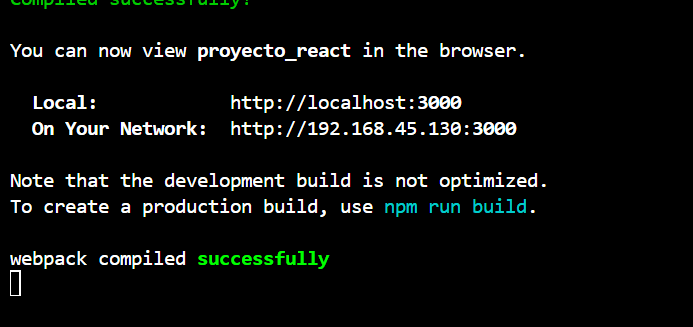 Compiled successfully!
You can now view proyecto_react in the browser.
Local: http://localhost:3000
On Your Network: http://192.168.45.130:3000
Note that the development build is not optimized.
To create a production build, use npm run build.
webpack compiled successfully